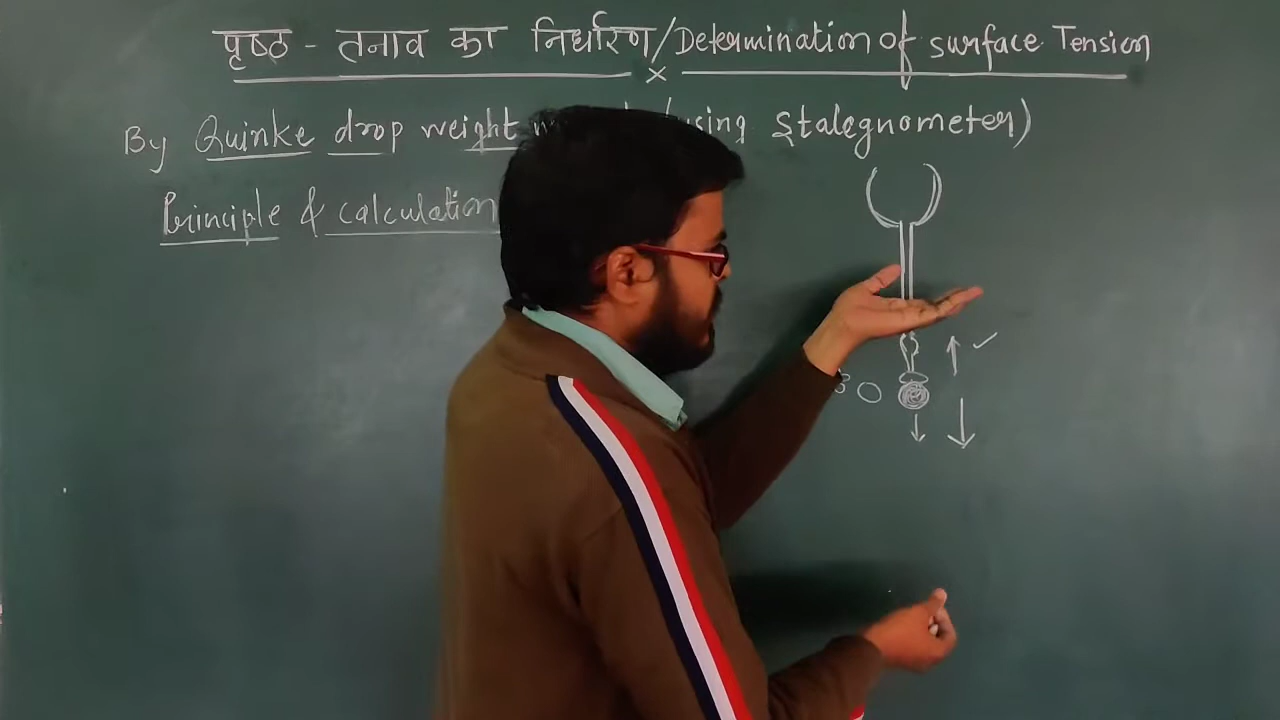 पृष्ठ - तनाव का निर्धारण/Determination of surface Tension
By Quinke drop weight using Stalegnometer)
Principle & calculation